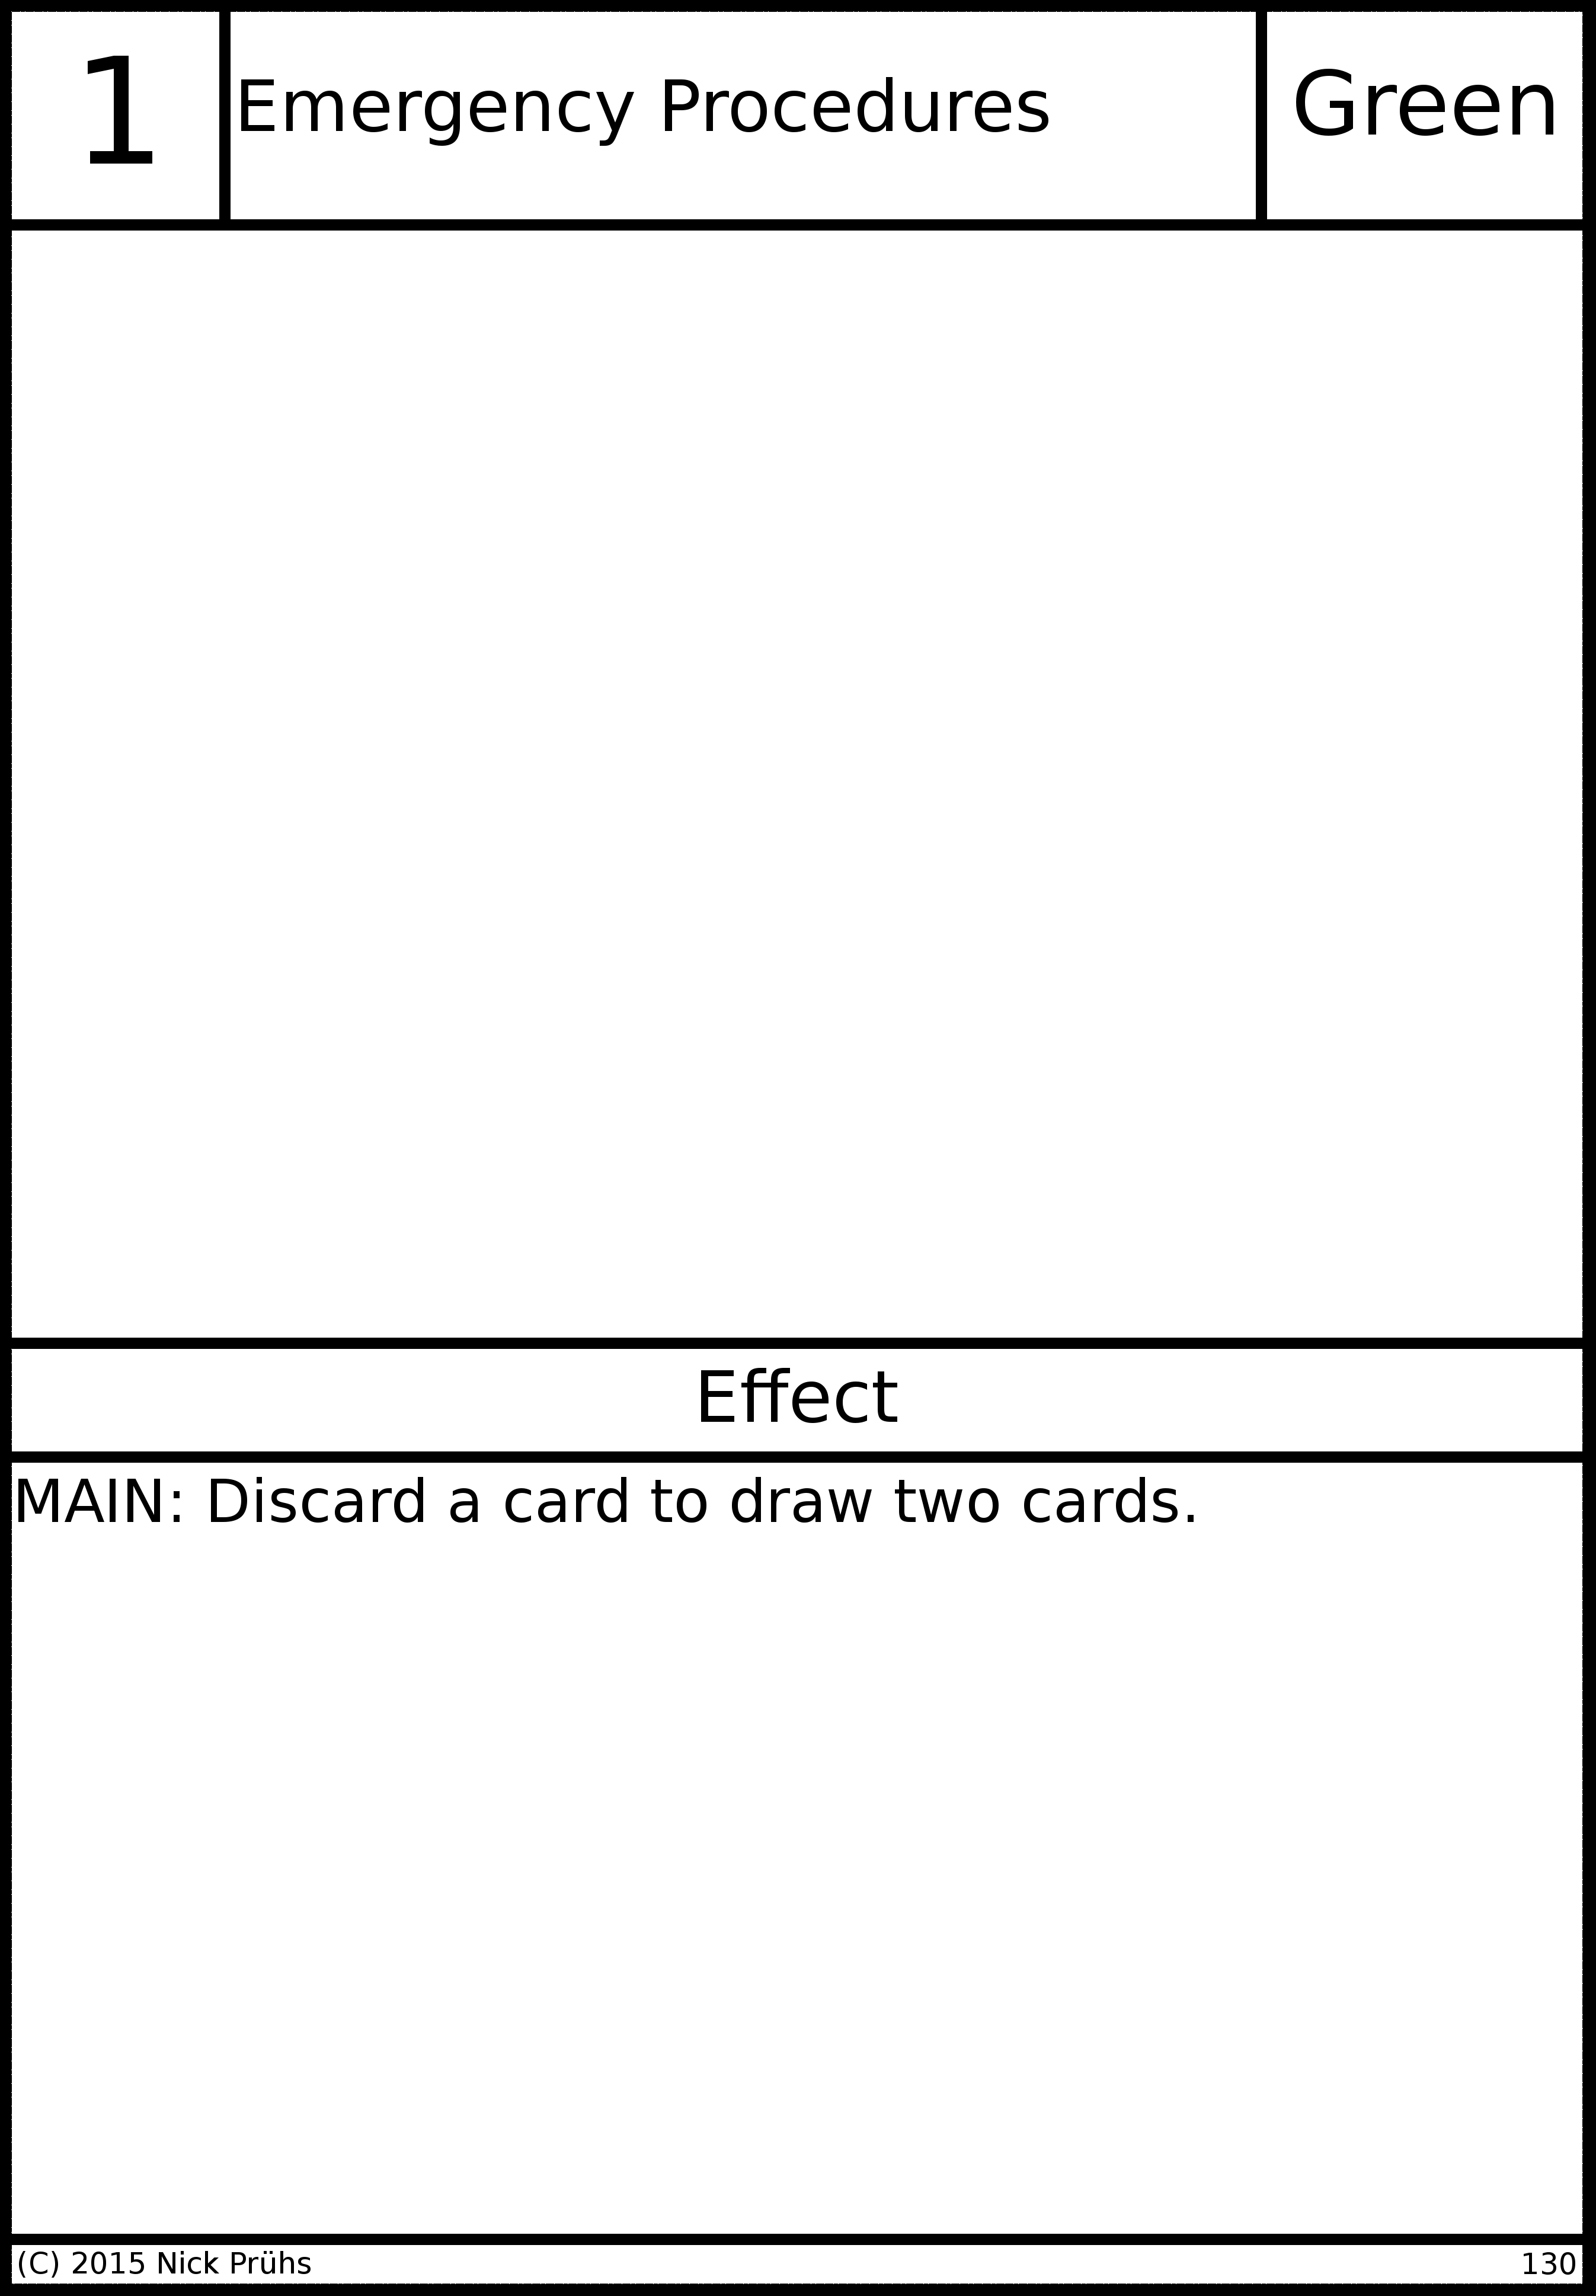 1
Emergency Procedures
Green
Effect
MAIN: Discard a card to draw two cards.
(C) 2015 Nick Prühs
130